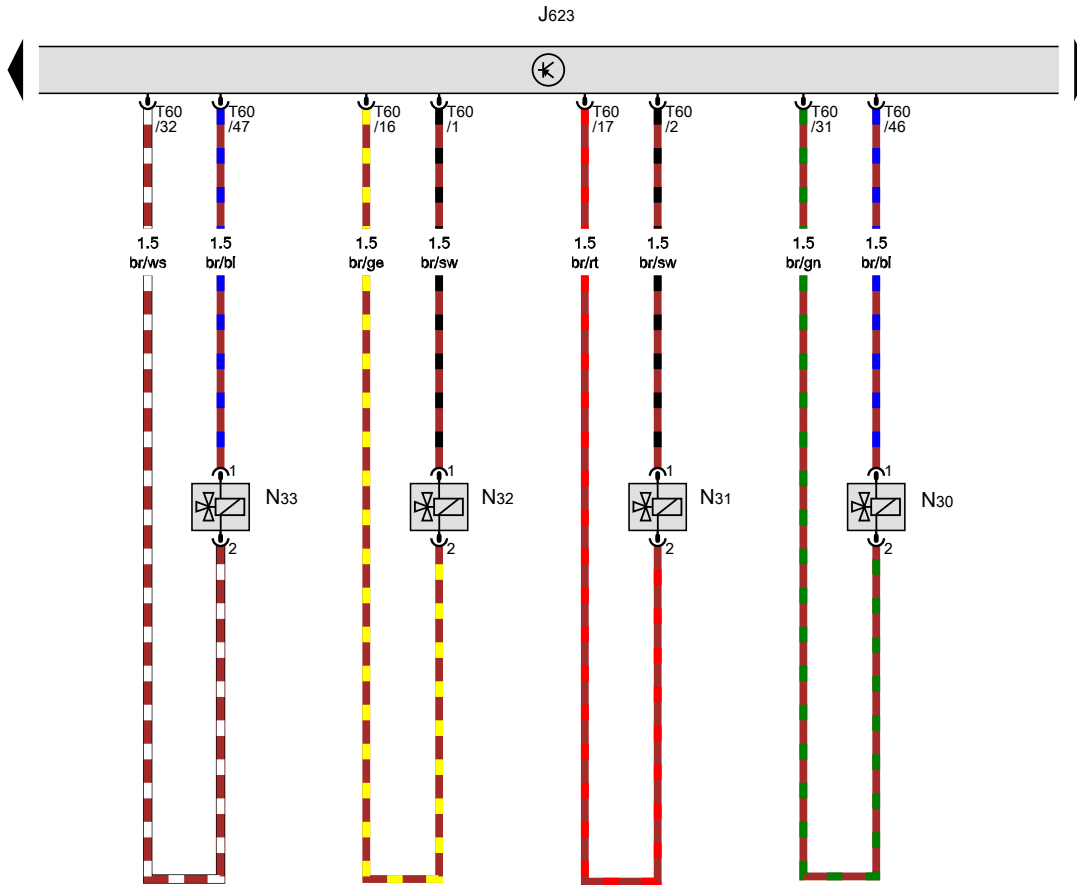 J623
T60 T60 T60 T60 T60 T60 T60 T60
/32 /47 /16 /1 /17 /2 /31 /46
1.5 1.5 1.5 1.5 1.5 1.5 1.5 1.5
br/ws br/bl br/ge br/sw br/rt br/sw br/gn br/bl
1 1 1 1
N33 N32 N31 N30
2 2 2 2